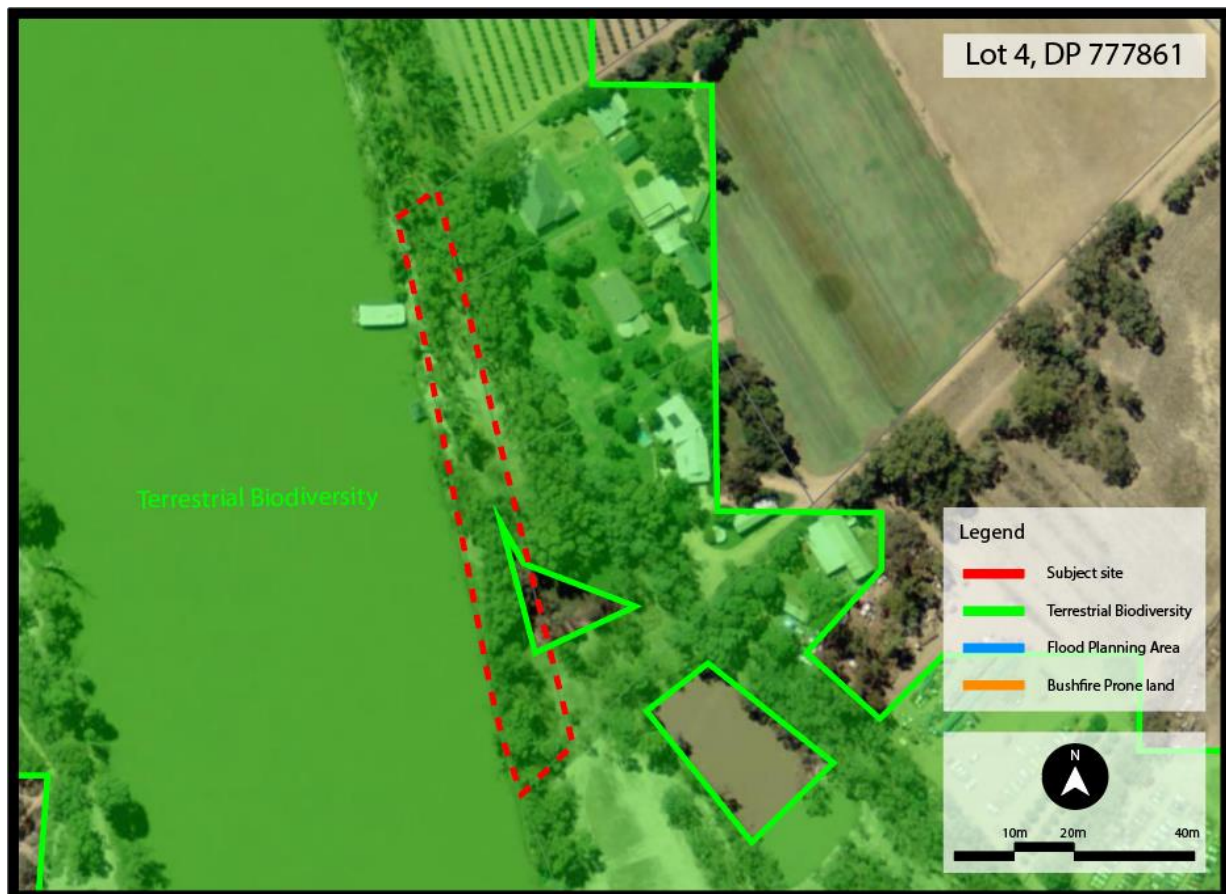 Lot 4, DP 777861
Terrestrial Biodiversity
Legend
Subject site
Terrestrial Biodiversity
Flood Planning Area
Bushfire Prone land
N
10m 20m 40m